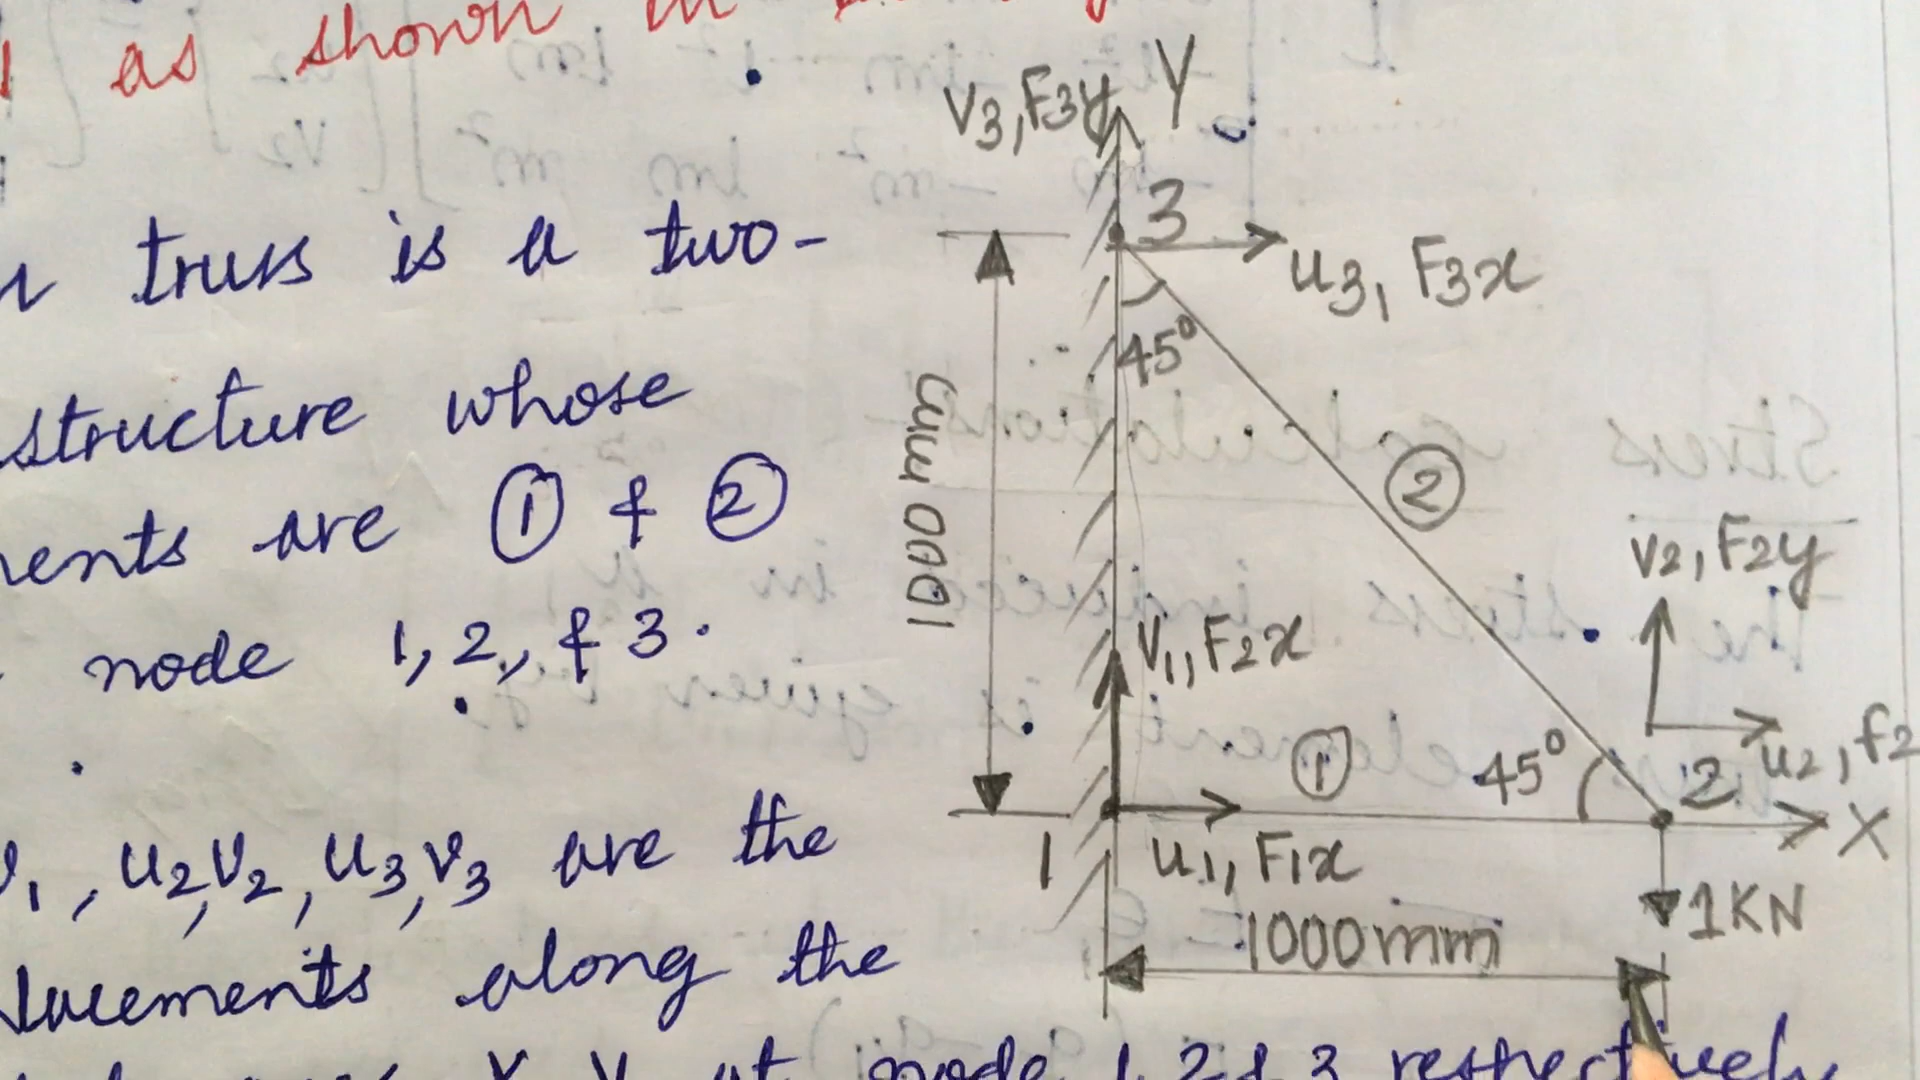 as shown in
truss is a two-
structure whose
are ① & ②
node 1, 2, & 3.
u2, v2, u3, v3 are the
along the
node 1, 2 & 3 respectively
V3, F3y Y
3
u3, F3x
45°
1000 mm
②
V2, F2y
V1, F2x
①
45°
2
u2, f2
X
1
u1, F1x
1KN
1000mm